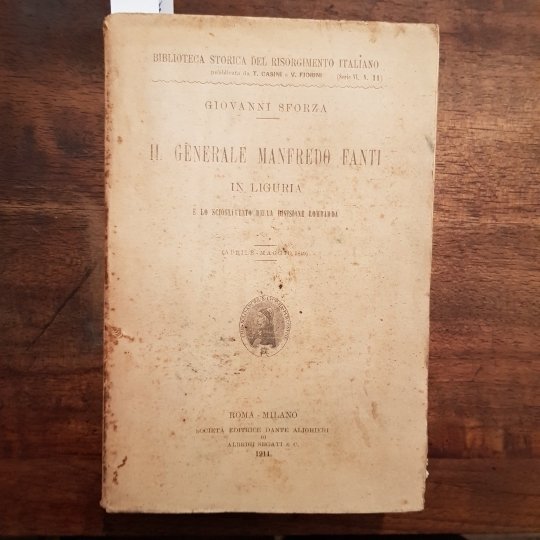 BIBLIOTECA STORICA DEL RISORGIMENTO ITALIANO
pubblicata da T. CASINI e V. FIORINI (Serie VI, N. 11)
GIOVANNI SFORZA
IL GENERALE MANFREDO FANTI
IN LIGURIA
E LO SCIOGLIMENTO DELLA DIVISIONE LOMBARDA
(APRILE-MAGGIO 1849)
ROMA - MILANO
SOCIETÀ EDITRICE DANTE ALIGHIERI
DI
ALBRIGHI SEGATI & C.
1911